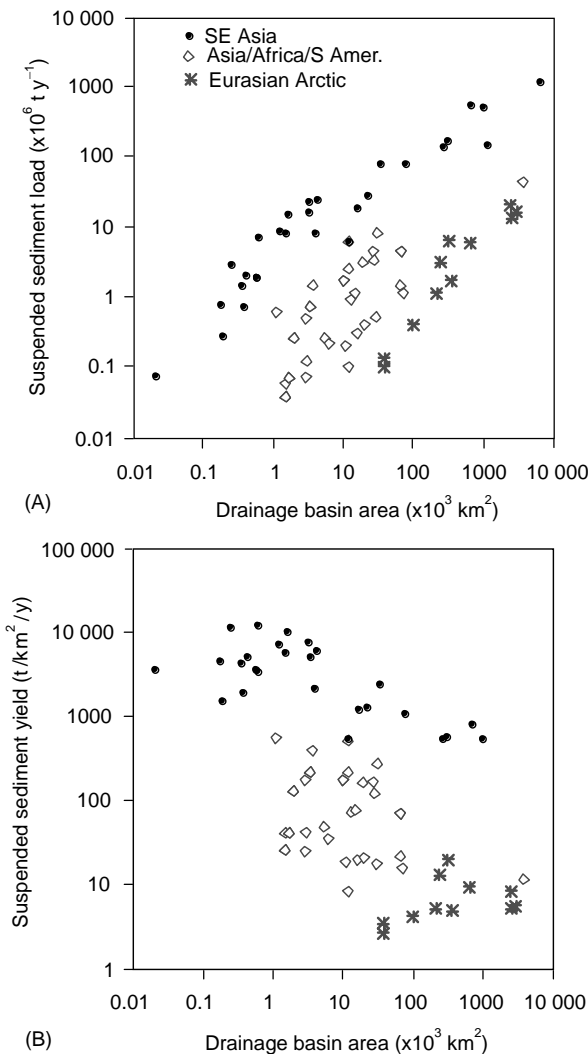 10 000
SE Asia
Asia/Africa/S Amer.
Eurasian Arctic
1000
100
10
1
0.1
0.01
Suspended sediment load (x10⁶ t y⁻¹)
0.01 0.1 1 10 100 1000 10 000
(A)
Drainage basin area (x10³ km²)
100 000
10 000
1000
100
10
1
Suspended sediment yield (t/km²/y)
0.01 0.1 1 10 100 1000 10 000
(B)
Drainage basin area (x10³ km²)